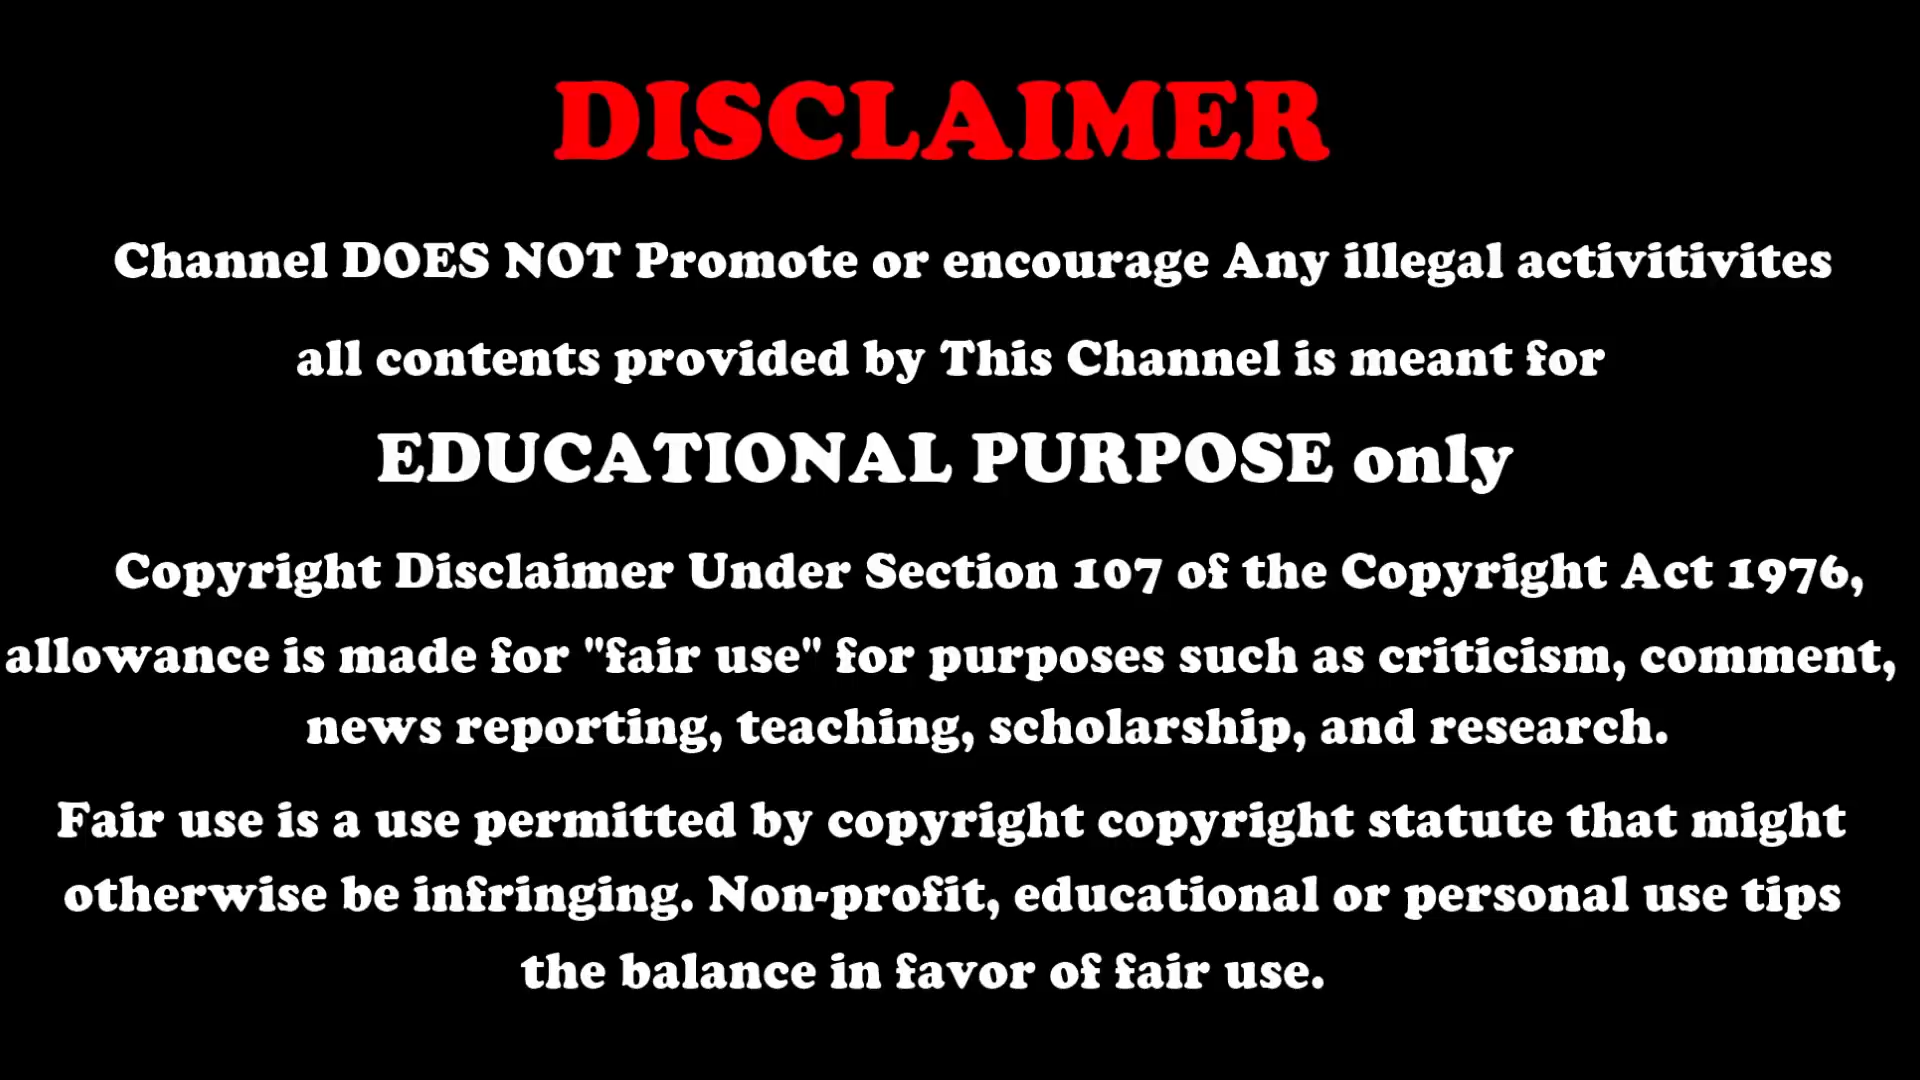 DISCLAIMER
Channel DOES NOT Promote or encourage Any illegal activitivites
all contents provided by This Channel is meant for
EDUCATIONAL PURPOSE only
Copyright Disclaimer Under Section 107 of the Copyright Act 1976,
allowance is made for "fair use" for purposes such as criticism, comment,
news reporting, teaching, scholarship, and research.
Fair use is a use permitted by copyright copyright statute that might
otherwise be infringing. Non-profit, educational or personal use tips
the balance in favor of fair use.